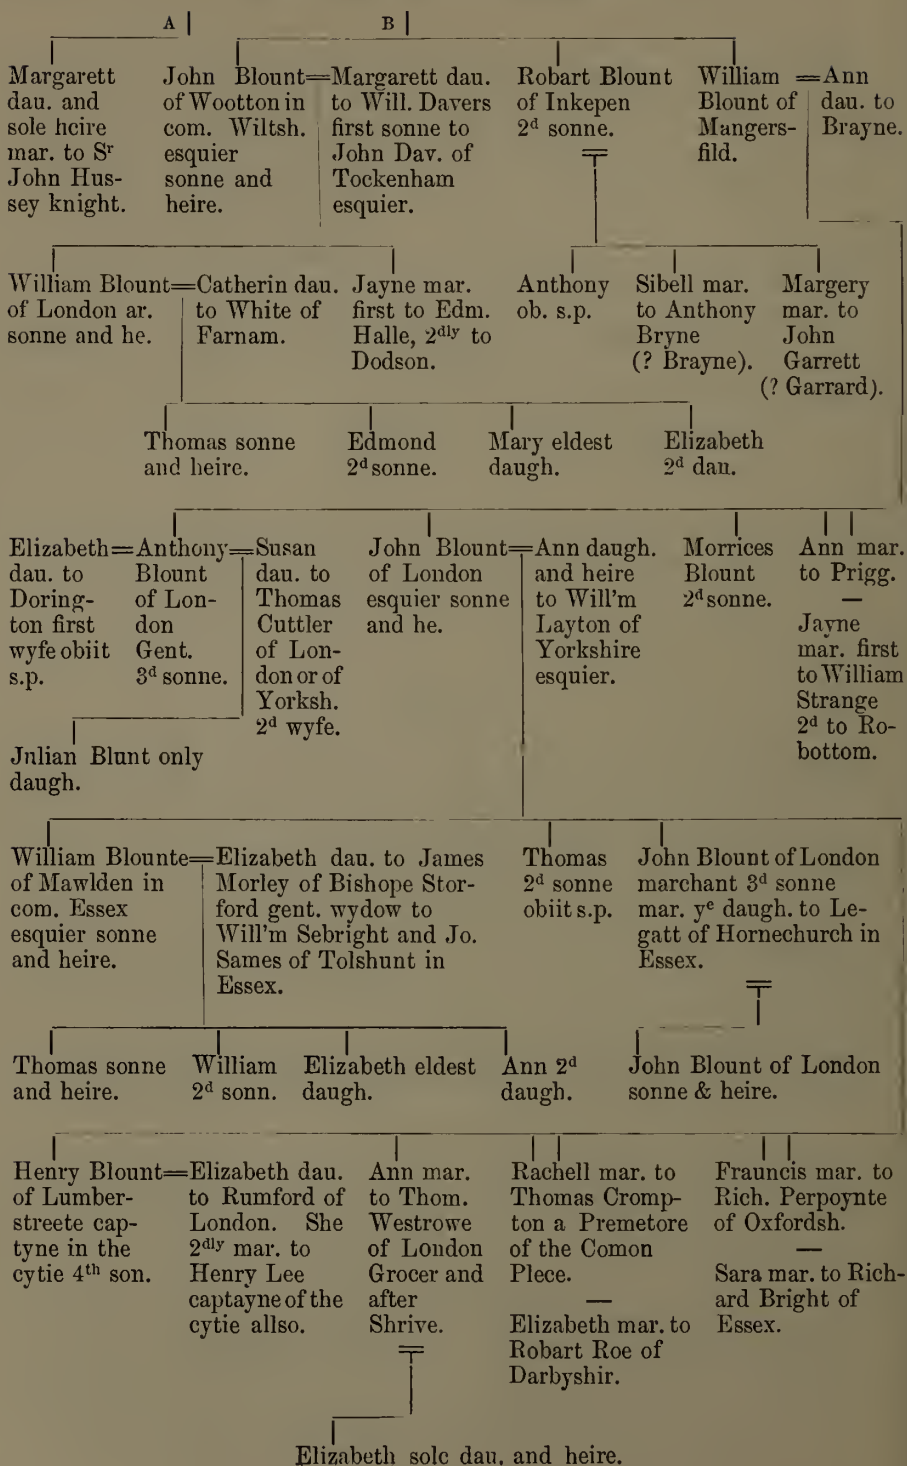 A B
Margarett
dau. and
sole heire
mar. to Sʳ
John Hus-
sey knight.
John Blount=Margarett dau.
of Wootton in
com. Wiltsh.
esquier
sonne and
heire.
to Will. Davers
first sonne to
John Dav. of
Tockenham
esquier.
Robart Blount
of Inkepen
2ᵈ sonne.
William =Ann
Blount of
Mangers-
fild.
dau. to
Brayne.
William Blount=Catherin dau.
of London ar.
sonne and he.
to White of
Farnam.
Jayne mar.
first to Edm.
Halle, 2ᵈˡʸ to
Dodson.
Anthony
ob. s.p.
Sibell mar.
to Anthony
Bryne
(? Brayne).
Margery
mar. to
John
Garrett
(? Garrard).
Thomas sonne
and heire.
Edmond
2ᵈ sonne.
Mary eldest
daugh.
Elizabeth
2ᵈ dau.
Elizabeth=Anthony=Susan
dau. to
Doring-
ton first
wyfe obiit
s.p.
Blount
of Lon-
don
Gent.
3ᵈ sonne.
dau. to
Thomas
Cuttler
of Lon-
don or of
Yorksh.
2ᵈ wyfe.
John Blount=Ann daugh.
of London
esquier sonne
and he.
and heire
to Will'm
Layton of
Yorkshire
esquier.
Morrices
Blount
2ᵈ sonne.
Ann mar.
to Prigg.
—
Jayne
mar. first
to William
Strange
2ᵈ to Ro-
bottom.
Julian Blunt only
daugh.
William Blounte=Elizabeth dau. to James
of Mawlden in
com. Essex
esquier sonne
and heire.
Morley of Bishope Stor-
ford gent. wydow to
Will'm Sebright and Jo.
Sames of Tolshunt in
Essex.
Thomas
2ᵈ sonne
obiit s.p.
John Blount of London
marchant 3ᵈ sonne
mar. yᵉ daugh. to Le-
gatt of Hornechurch in
Essex.
Thomas sonne
and heire.
William
2ᵈ sonn.
Elizabeth eldest
daugh.
Ann 2ᵈ
daugh.
John Blount of London
sonne & heire.
Henry Blount=Elizabeth dau.
of Lumber-
streete cap-
tyne in the
cytie 4ᵗʰ son.
to Rumford of
London. She
2ᵈˡʸ mar. to
Henry Lee
captayne of the
cytie allso.
Ann mar.
to Thom.
Westrowe
of London
Grocer and
after
Shrive.
Rachell mar. to
Thomas Cromp-
ton a Premetore
of the Comon
Plece.
—
Elizabeth mar. to
Robart Roe of
Darbyshir.
Frauncis mar. to
Rich. Perpoynte
of Oxfordsh.
—
Sara mar. to Rich-
ard Bright of
Essex.
Elizabeth sole dau. and heire.